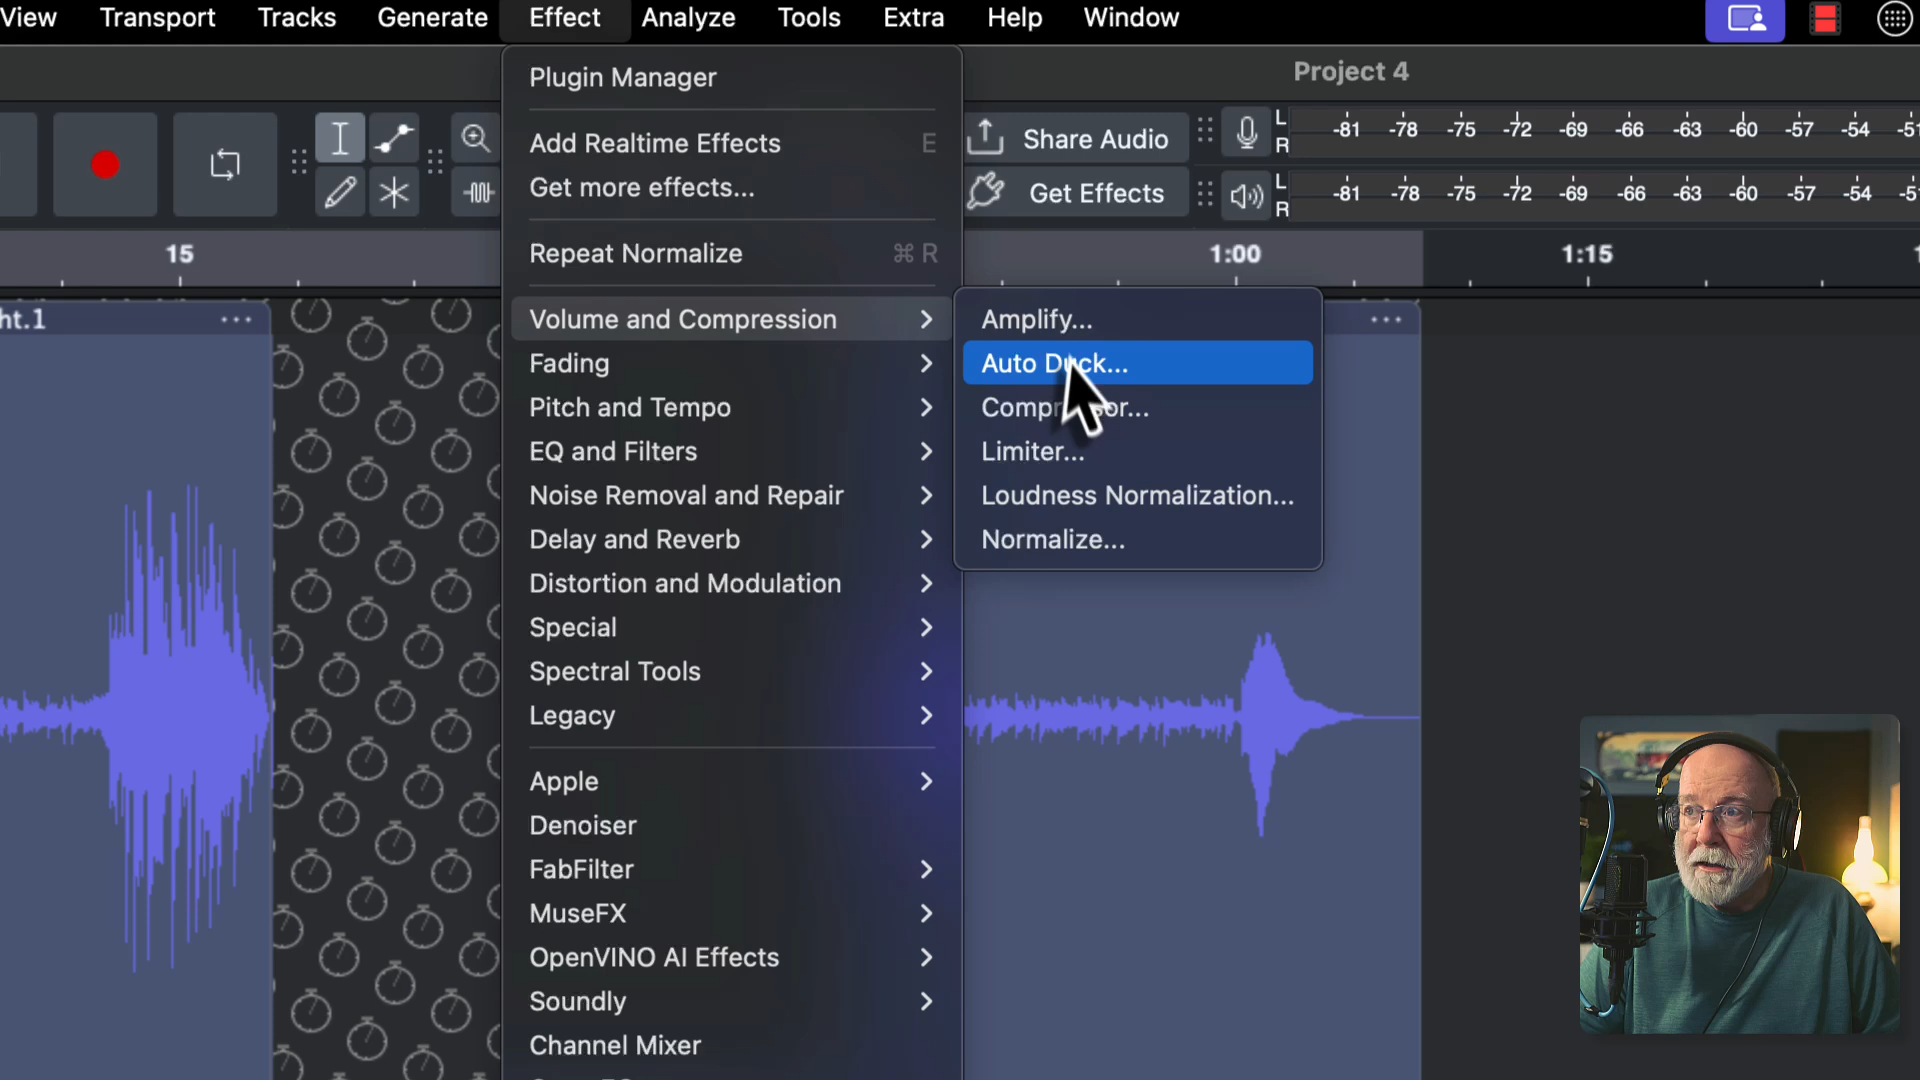 View Transport Tracks Generate Effect Analyze Tools Extra Help Window
Project 4
Plugin Manager
Add Realtime Effects E
Get more effects...
Repeat Normalize ⌘ R
Volume and Compression
Fading
Pitch and Tempo
EQ and Filters
Noise Removal and Repair
Delay and Reverb
Distortion and Modulation
Special
Spectral Tools
Legacy
Apple
Denoiser
FabFilter
MuseFX
OpenVINO AI Effects
Soundly
Channel Mixer
Amplify...
Auto Duck...
Compressor...
Limiter...
Loudness Normalization...
Normalize...
Share Audio
Get Effects
L
R
-81 -78 -75 -72 -69 -66 -63 -60 -57 -54 -51
L
R
-81 -78 -75 -72 -69 -66 -63 -60 -57 -54 -51
15 1:00 1:15
ht.1